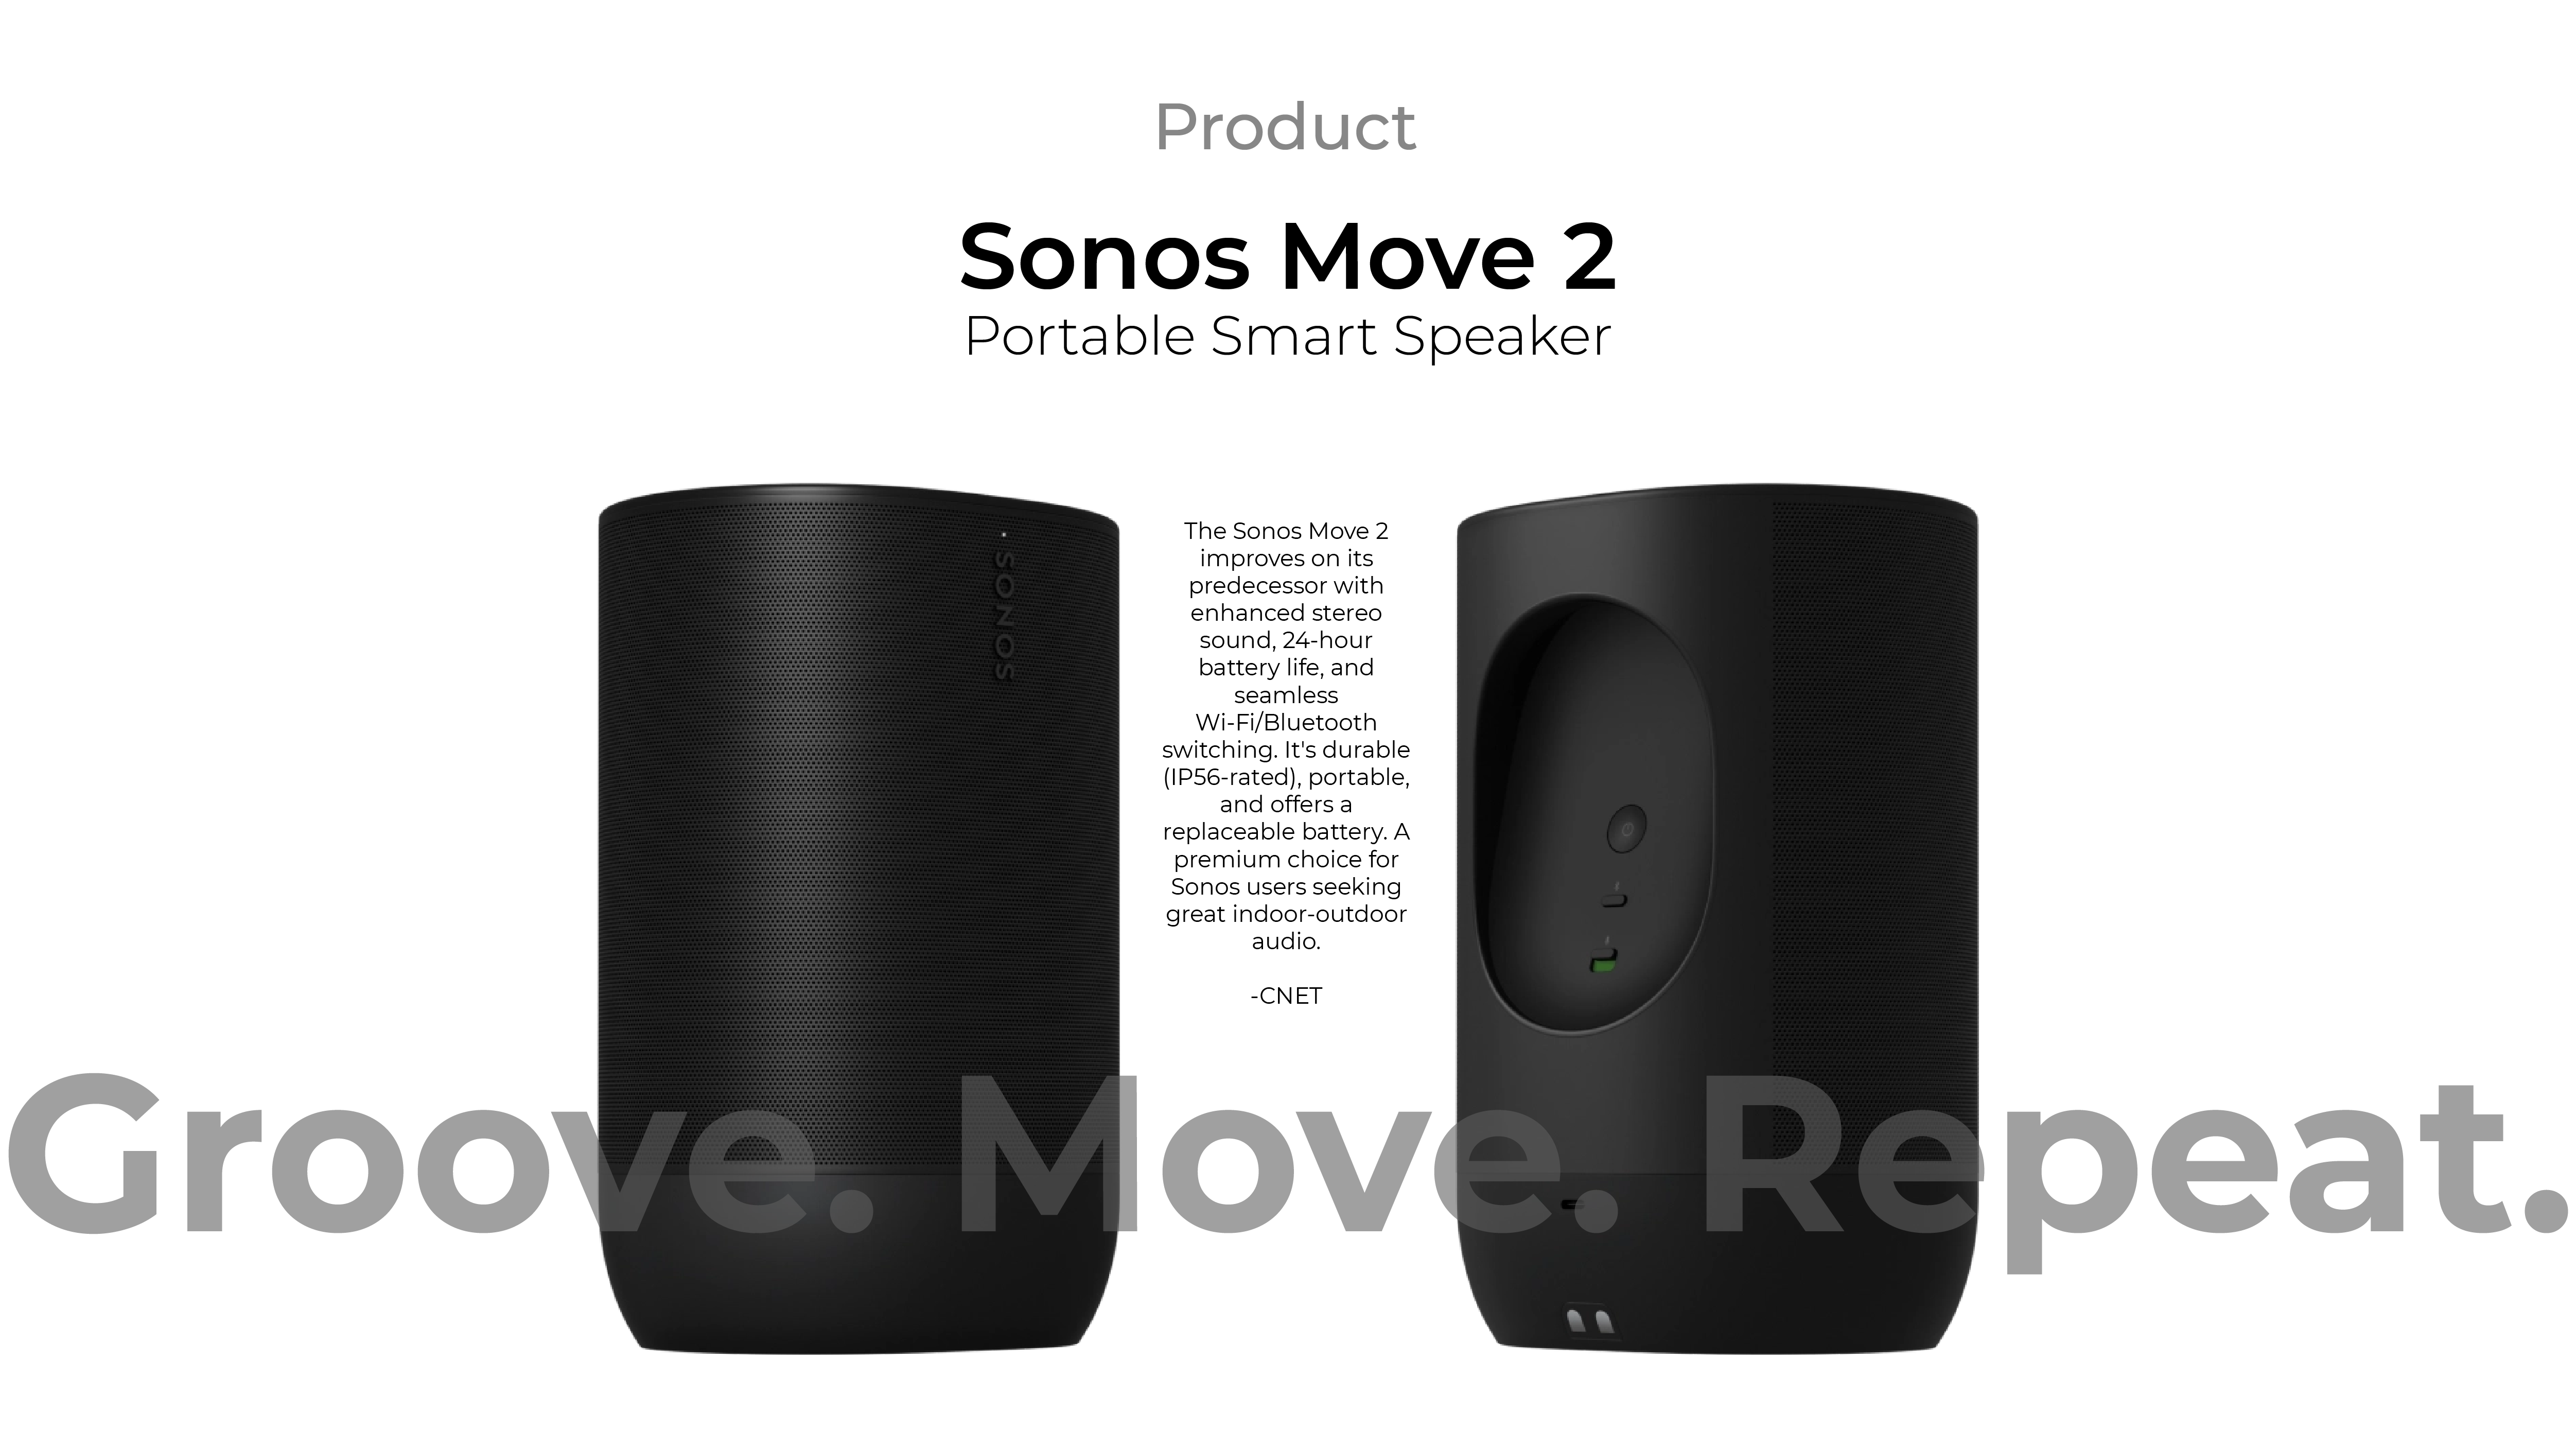 Product
Sonos Move 2
Portable Smart Speaker
SONOS
The Sonos Move 2
improves on its
predecessor with
enhanced stereo
sound, 24-hour
battery life, and
seamless
Wi-Fi/Bluetooth
switching. It's durable
(IP56-rated), portable,
and offers a
replaceable battery. A
premium choice for
Sonos users seeking
great indoor-outdoor
audio.
-CNET
Groove. Move. Repeat.